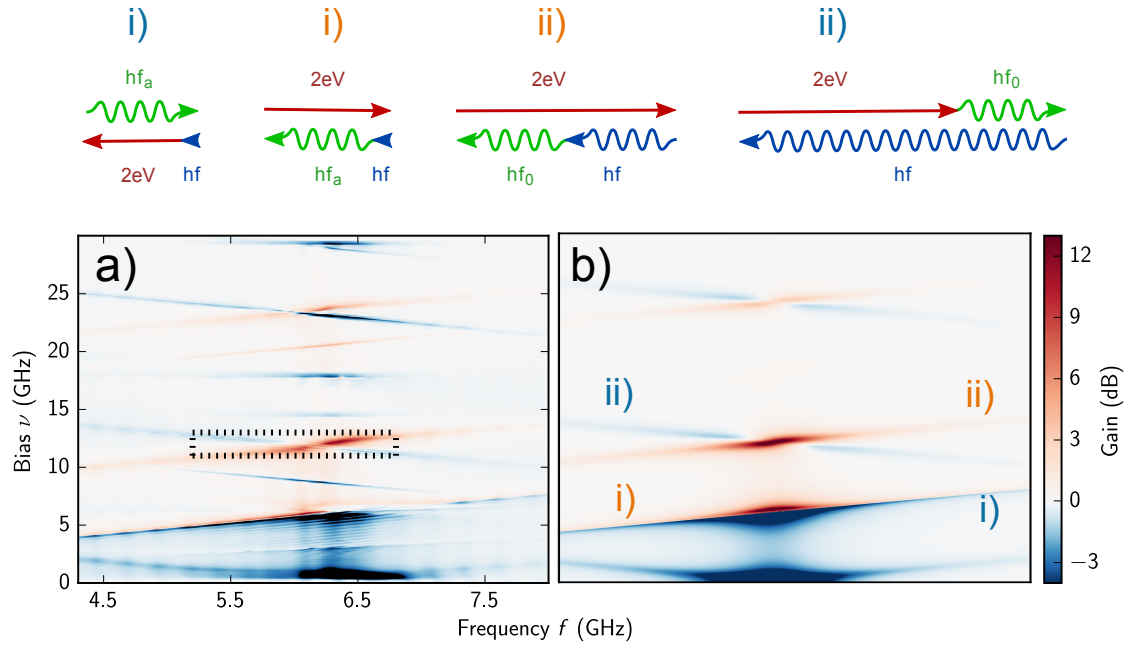 i) i) ii) ii)
hfₐ 2eV 2eV 2eV hf₀
2eV hf hfₐ hf hf₀ hf hf
a) b)
25
20
15
10
5
0
Bias ν (GHz)
4.5 5.5 6.5 7.5
Frequency f (GHz)
ii) ii)
i) i)
12
9
6
3
0
−3
Gain (dB)